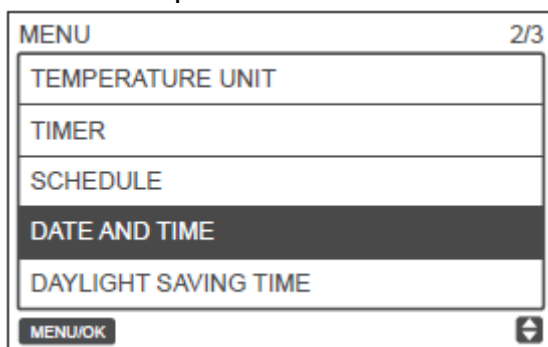 MENU 2/3
TEMPERATURE UNIT
TIMER
SCHEDULE
DATE AND TIME
DAYLIGHT SAVING TIME
MENU/OK